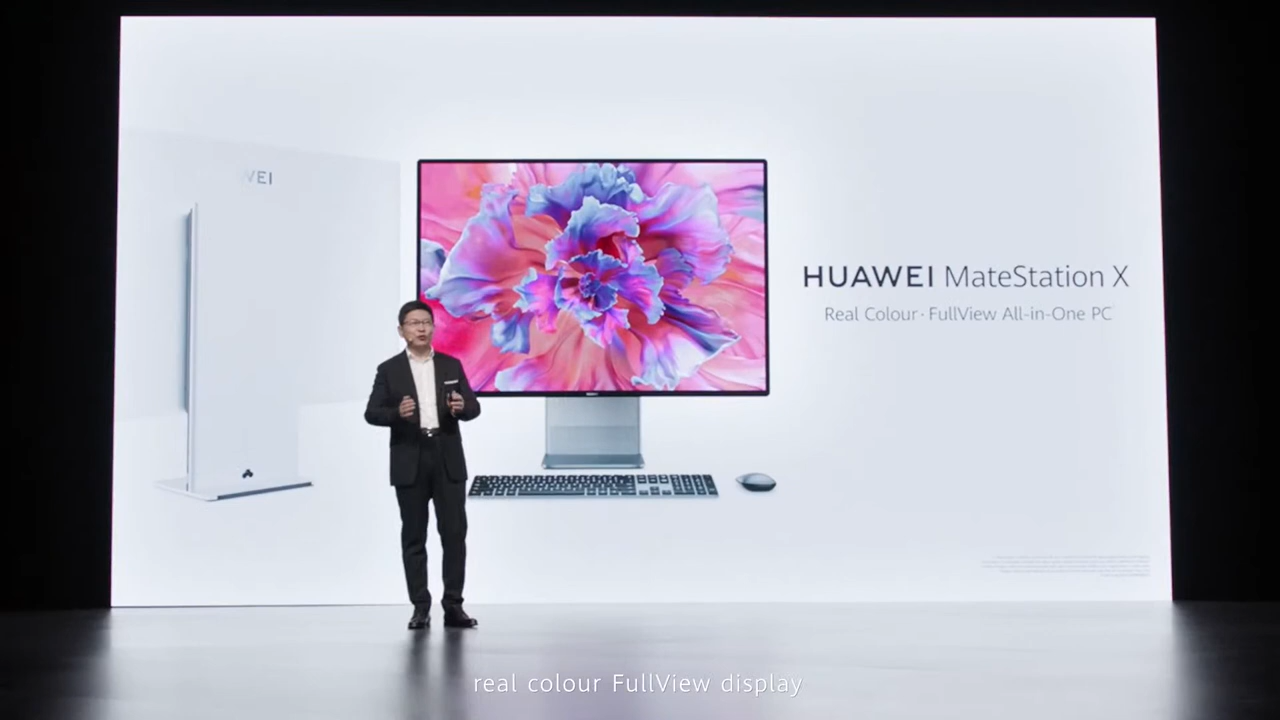 WEI
HUAWEI MateStation X
Real Colour · FullView All-in-One PC
real colour FullView display